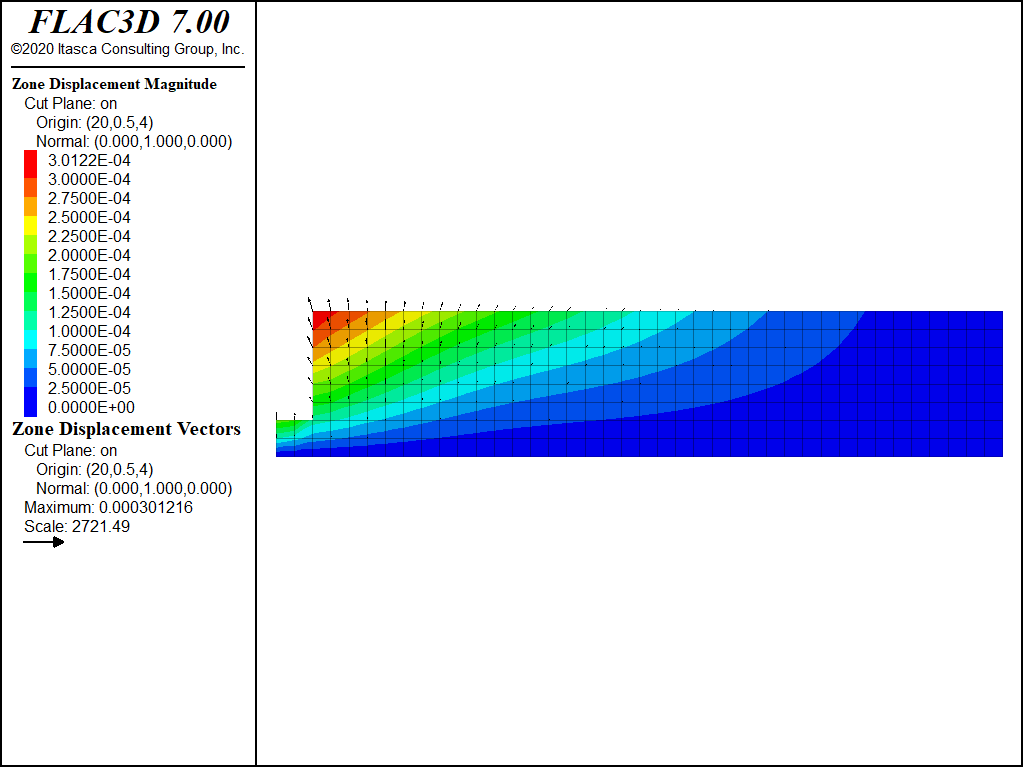 FLAC3D 7.00
©2020 Itasca Consulting Group, Inc.
Zone Displacement Magnitude
Cut Plane: on
Origin: (20,0.5,4)
Normal: (0.000,1.000,0.000)
3.0122E-04
3.0000E-04
2.7500E-04
2.5000E-04
2.2500E-04
2.0000E-04
1.7500E-04
1.5000E-04
1.2500E-04
1.0000E-04
7.5000E-05
5.0000E-05
2.5000E-05
0.0000E+00
Zone Displacement Vectors
Cut Plane: on
Origin: (20,0.5,4)
Normal: (0.000,1.000,0.000)
Maximum: 0.000301216
Scale: 2721.49